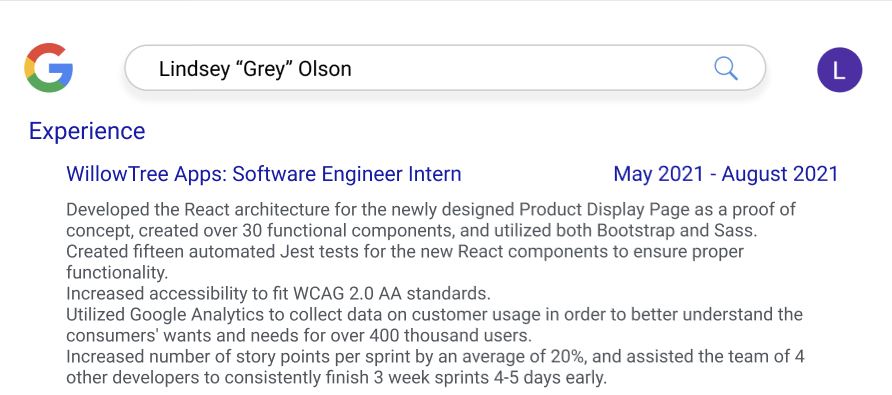 Lindsey “Grey” Olson
L
Experience
WillowTree Apps: Software Engineer Intern May 2021 - August 2021
Developed the React architecture for the newly designed Product Display Page as a proof of
concept, created over 30 functional components, and utilized both Bootstrap and Sass.
Created fifteen automated Jest tests for the new React components to ensure proper
functionality.
Increased accessibility to fit WCAG 2.0 AA standards.
Utilized Google Analytics to collect data on customer usage in order to better understand the
consumers' wants and needs for over 400 thousand users.
Increased number of story points per sprint by an average of 20%, and assisted the team of 4
other developers to consistently finish 3 week sprints 4-5 days early.